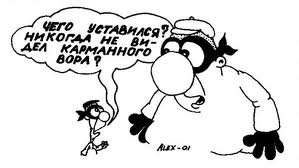 ЧЕГО УСТАВИЛСЯ?
НИКОГДА НЕ ВИ-
ДЕЛ КАРМАННОГО
ВОРА?
ALEX-01